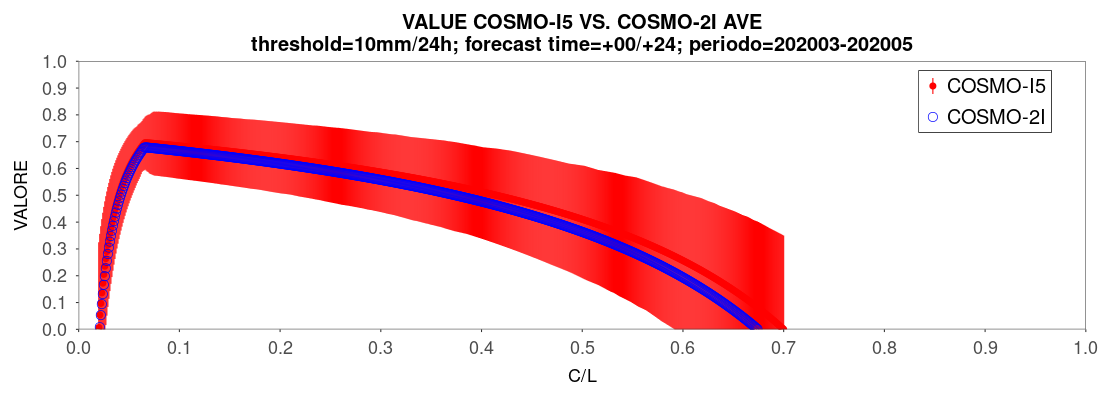 VALUE COSMO-I5 VS. COSMO-2I AVE
threshold=10mm/24h; forecast time=+00/+24; periodo=202003-202005
1.0
0.9
0.8
0.7
0.6
0.5
0.4
0.3
0.2
0.1
0.0
VALORE
COSMO-I5
COSMO-2I
0.0 0.1 0.2 0.3 0.4 0.5 0.6 0.7 0.8 0.9 1.0
C/L